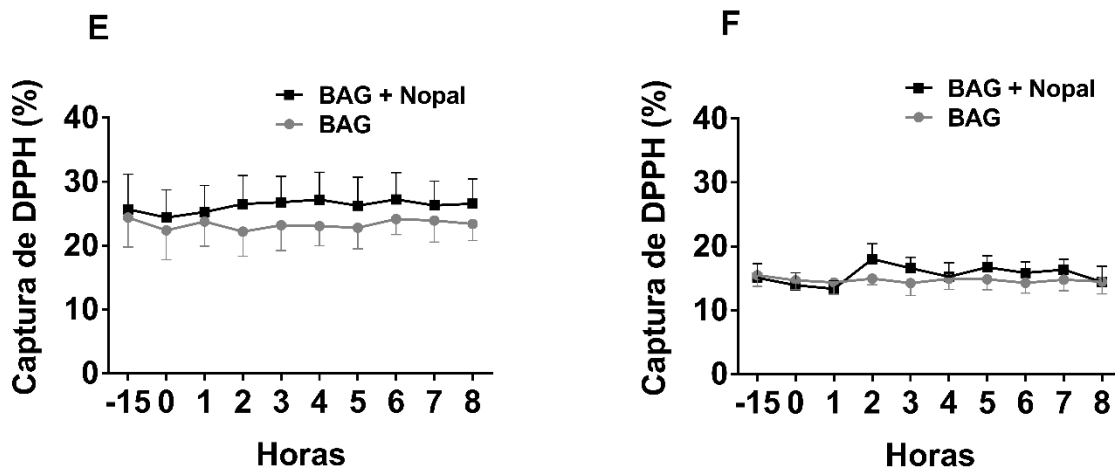 E
Captura de DPPH (%)
BAG + Nopal
BAG
40
30
20
10
0
-15 0 1 2 3 4 5 6 7 8
Horas
F
Captura de DPPH (%)
BAG + Nopal
BAG
40
30
20
10
0
-15 0 1 2 3 4 5 6 7 8
Horas